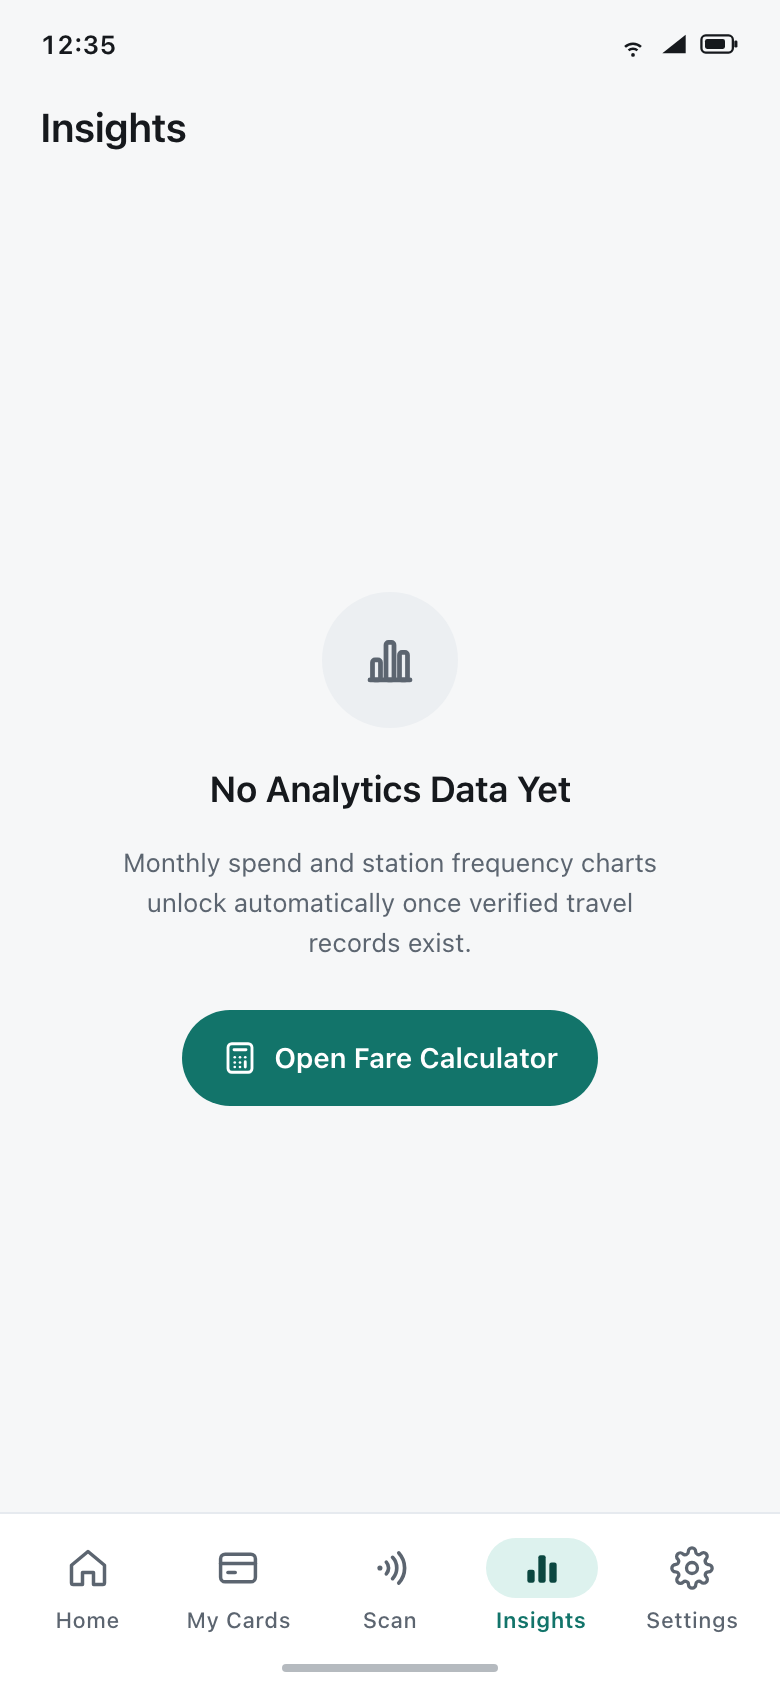 12:35
Insights
No Analytics Data Yet
Monthly spend and station frequency charts
unlock automatically once verified travel
records exist.
Open Fare Calculator
Home
My Cards
Scan
Insights
Settings